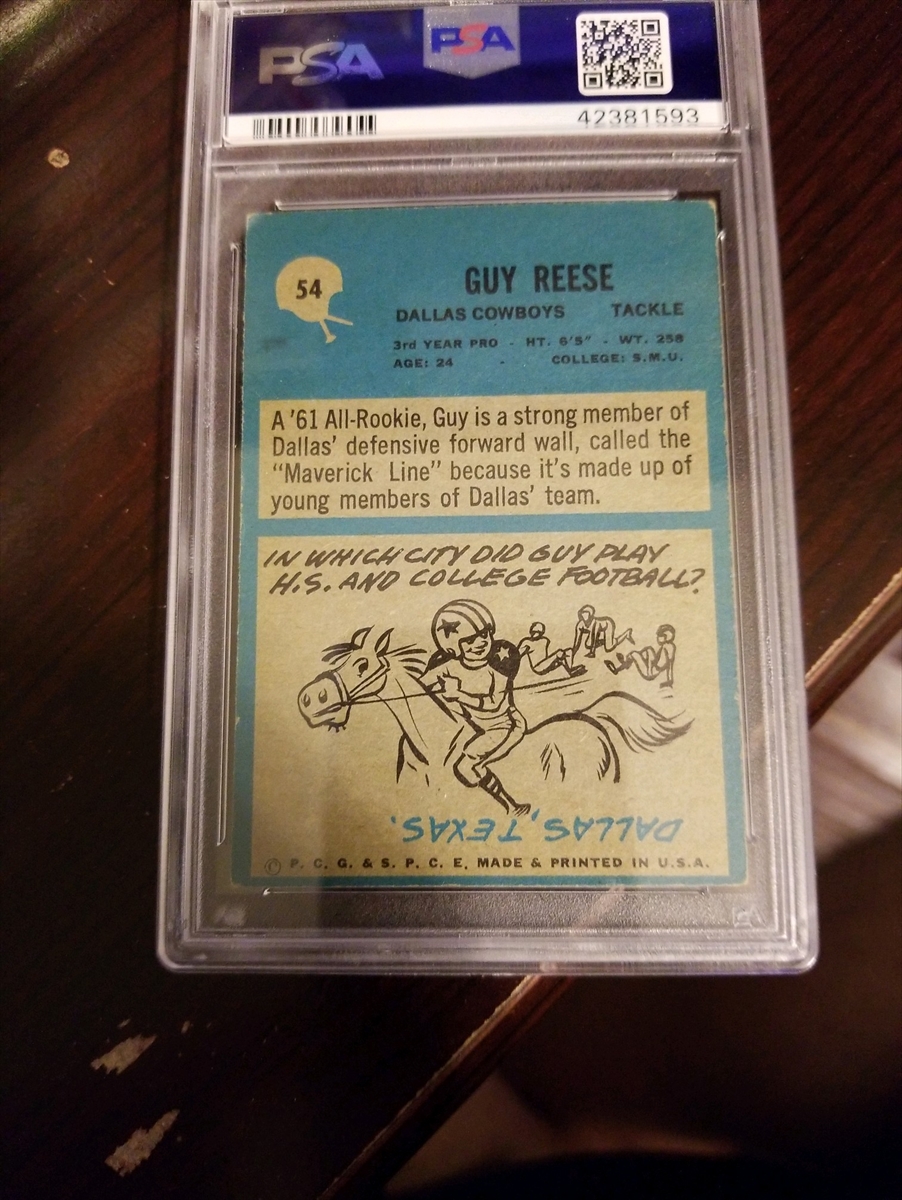 PSA PSA
42381593
54
GUY REESE
DALLAS COWBOYS TACKLE
3rd YEAR PRO - HT. 6'5" - WT. 258
AGE: 24 - COLLEGE: S.M.U.
A '61 All-Rookie, Guy is a strong member of
Dallas' defensive forward wall, called the
"Maverick Line" because it's made up of
young members of Dallas' team.
IN WHICH CITY DID GUY PLAY
H.S. AND COLLEGE FOOTBALL?
DALLAS, TEXAS.
© P. C. G. & S. P. C. E. MADE & PRINTED IN U.S.A.